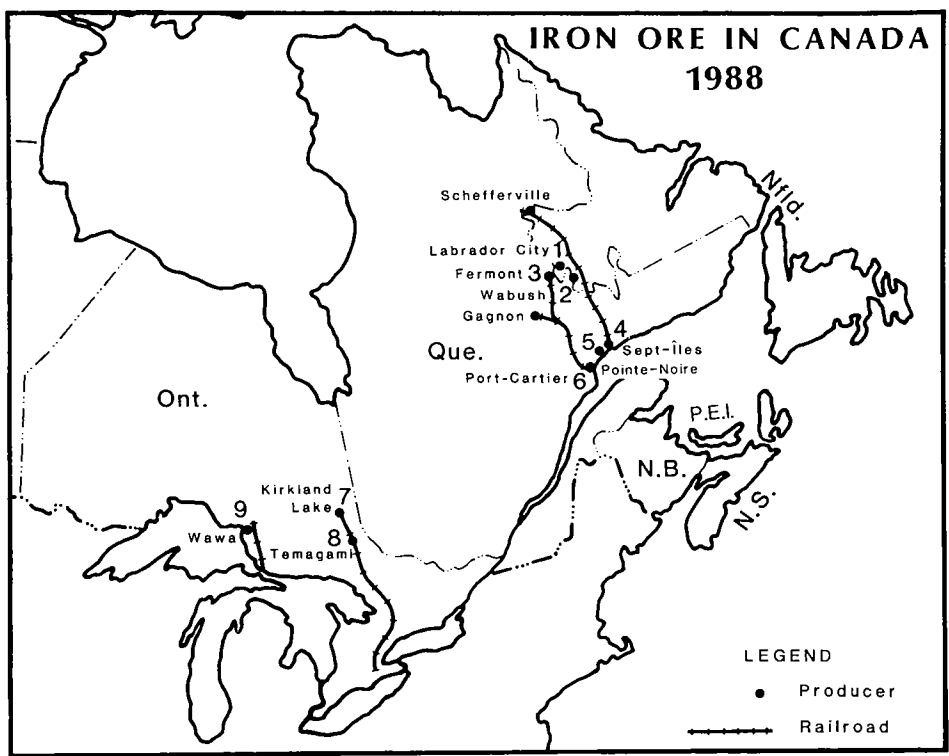 IRON ORE IN CANADA
1988
Nfld.
Schefferville
Labrador City 1
Fermont 3
2
Wabush
Gagnon
4
5
Sept-Îles
Que.
Pointe-Noire
Port-Cartier 6
Ont.
P.E.I.
N.B.
N.S.
Kirkland 7
Lake
9
Wawa
8
Temagami
LEGEND
Producer
Railroad